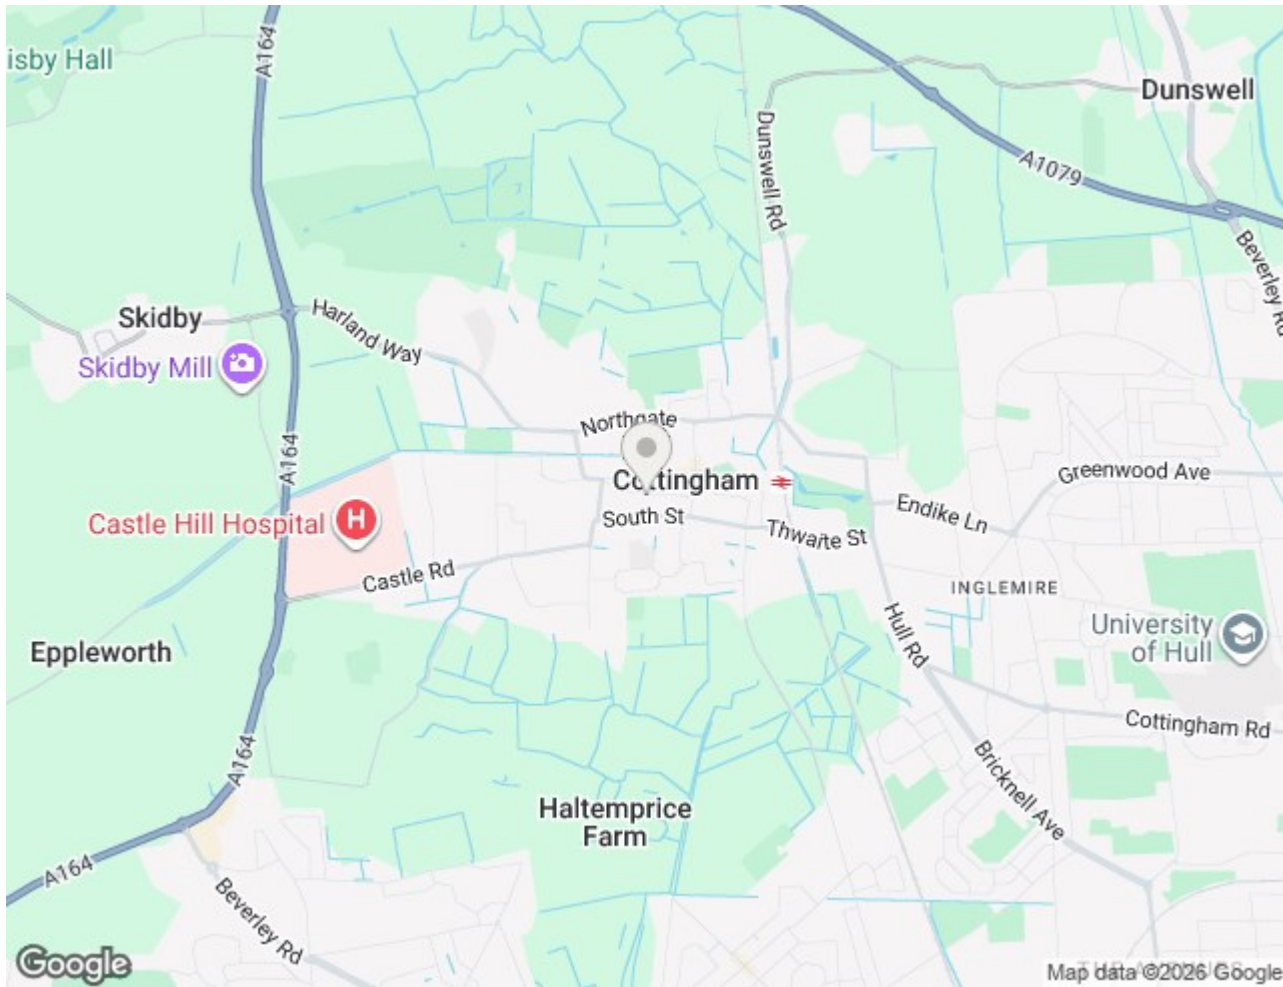 isby Hall
A164
Dunswell
Dunswell Rd
A1079
Beverley Rd
Skidby
Harland Way
Skidby Mill
Northgate
A164
Cottingham
Greenwood Ave
Castle Hill Hospital
H
South St
Thwaite St
Endike Ln
Castle Rd
INGLEMIRE
Hull Rd
University
of Hull
Eppleworth
Cottingham Rd
A164
Bricknell Ave
Haltemprice
Farm
A164
Beverley Rd
Google
Map data ©2026 Google